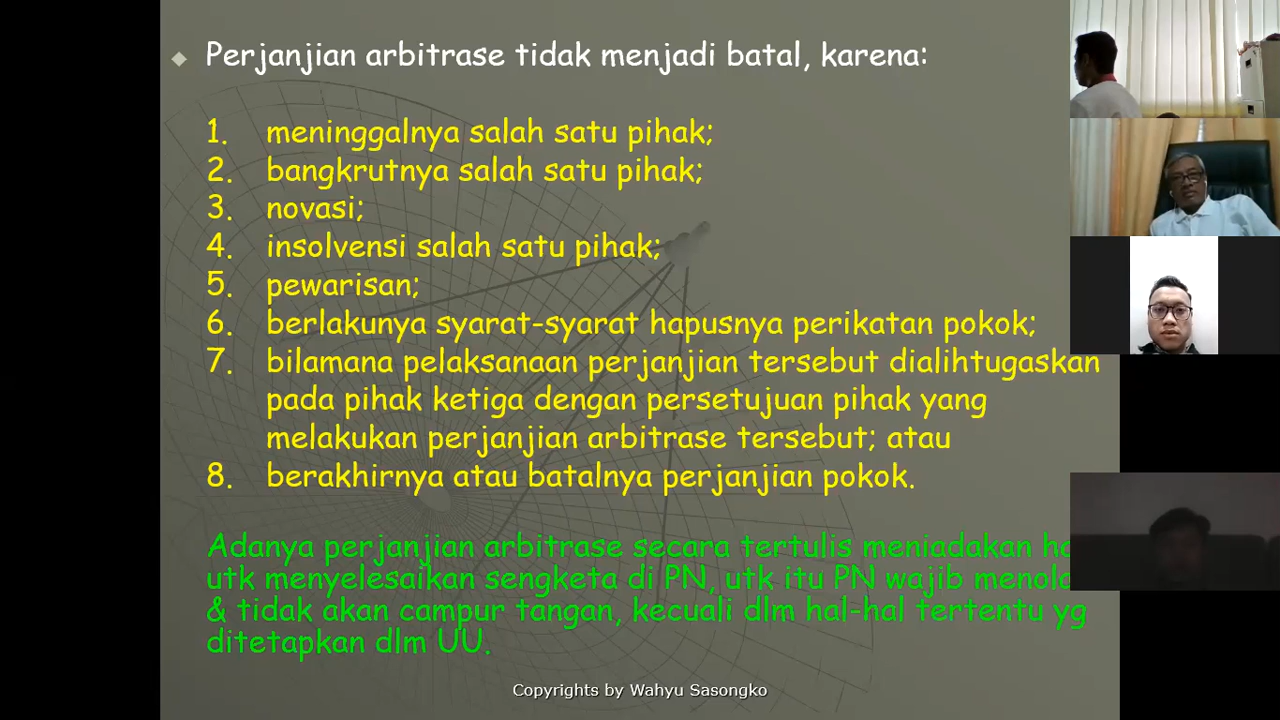 Perjanjian arbitrase tidak menjadi batal, karena:
1. meninggalnya salah satu pihak;
2. bangkrutnya salah satu pihak;
3. novasi;
4. insolvensi salah satu pihak;
5. pewarisan;
6. berlakunya syarat-syarat hapusnya perikatan pokok;
7. bilamana pelaksanaan perjanjian tersebut dialihtugaskan
pada pihak ketiga dengan persetujuan pihak yang
melakukan perjanjian arbitrase tersebut; atau
8. berakhirnya atau batalnya perjanjian pokok.
Adanya perjanjian arbitrase secara tertulis meniadakan
utk menyelesaikan sengketa di PN, utk itu PN wajib
& tidak akan campur tangan, kecuali dlm hal-hal tertentu yg
ditetapkan dlm UU.
Copyrights by Wahyu Sasongko